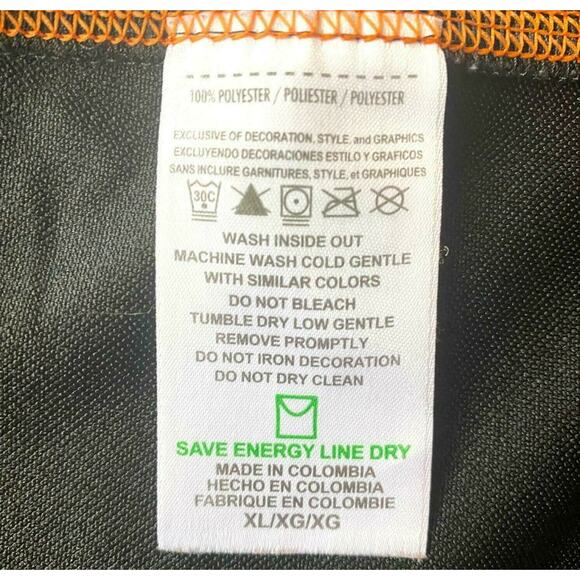 100% POLYESTER / POLIESTER / POLYESTER
EXCLUSIVE OF DECORATION, STYLE, and GRAPHICS
EXCLUYENDO DECORACIONES ESTILO Y GRAFICOS
SANS INCLURE GARNITURES, STYLE, et GRAPHIQUES
30C
WASH INSIDE OUT
MACHINE WASH COLD GENTLE
WITH SIMILAR COLORS
DO NOT BLEACH
TUMBLE DRY LOW GENTLE
REMOVE PROMPTLY
DO NOT IRON DECORATION
DO NOT DRY CLEAN
SAVE ENERGY LINE DRY
MADE IN COLOMBIA
HECHO EN COLOMBIA
FABRIQUE EN COLOMBIE
XL/XG/XG